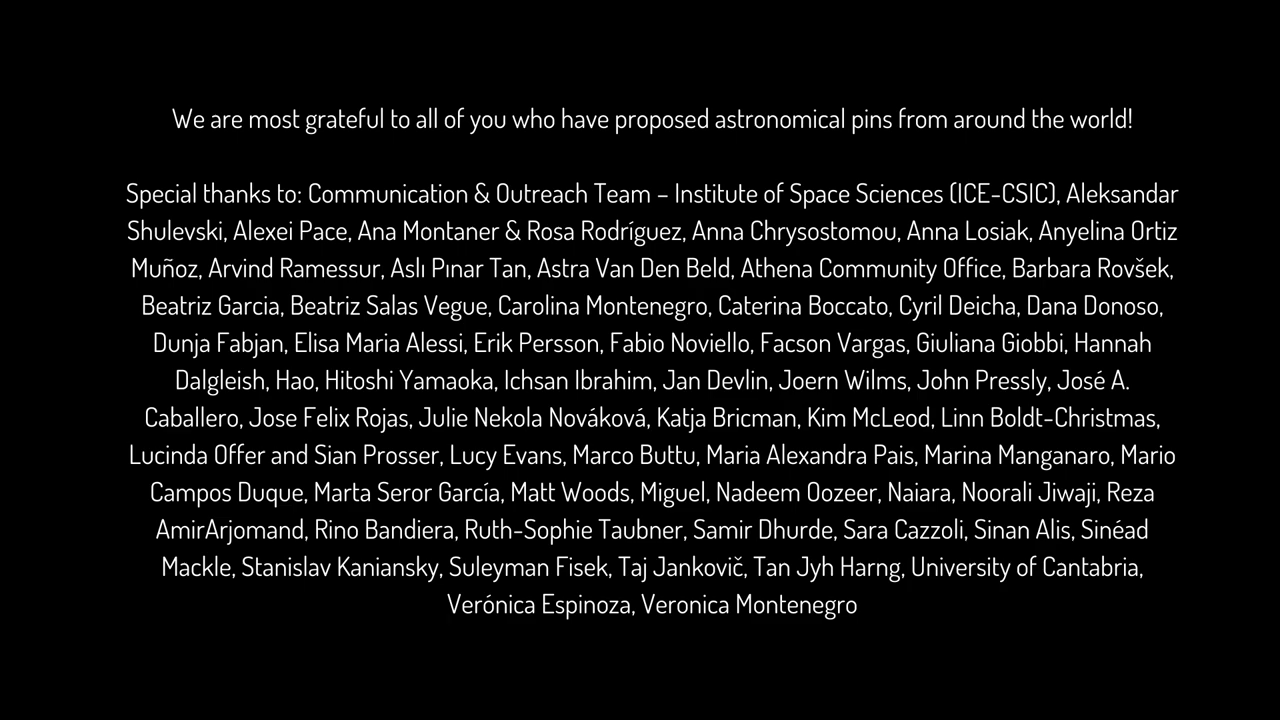 We are most grateful to all of you who have proposed astronomical pins from around the world!
Special thanks to: Communication & Outreach Team – Institute of Space Sciences (ICE-CSIC), Aleksandar
Shulevski, Alexei Pace, Ana Montaner & Rosa Rodríguez, Anna Chrysostomou, Anna Losiak, Anyelina Ortiz
Muñoz, Arvind Ramessur, Aslı Pınar Tan, Astra Van Den Beld, Athena Community Office, Barbara Rovšek,
Beatriz Garcia, Beatriz Salas Vegue, Carolina Montenegro, Caterina Boccato, Cyril Deicha, Dana Donoso,
Dunja Fabjan, Elisa Maria Alessi, Erik Persson, Fabio Noviello, Facson Vargas, Giuliana Giobbi, Hannah
Dalgleish, Hao, Hitoshi Yamaoka, Ichsan Ibrahim, Jan Devlin, Joern Wilms, John Pressly, José A.
Caballero, Jose Felix Rojas, Julie Nekola Nováková, Katja Bricman, Kim McLeod, Linn Boldt-Christmas,
Lucinda Offer and Sian Prosser, Lucy Evans, Marco Buttu, Maria Alexandra Pais, Marina Manganaro, Mario
Campos Duque, Marta Seror García, Matt Woods, Miguel, Nadeem Oozeer, Naiara, Noorali Jiwaji, Reza
AmirArjomand, Rino Bandiera, Ruth-Sophie Taubner, Samir Dhurde, Sara Cazzoli, Sinan Alis, Sinéad
Mackle, Stanislav Kaniansky, Suleyman Fisek, Taj Jankovič, Tan Jyh Harng, University of Cantabria,
Verónica Espinoza, Veronica Montenegro